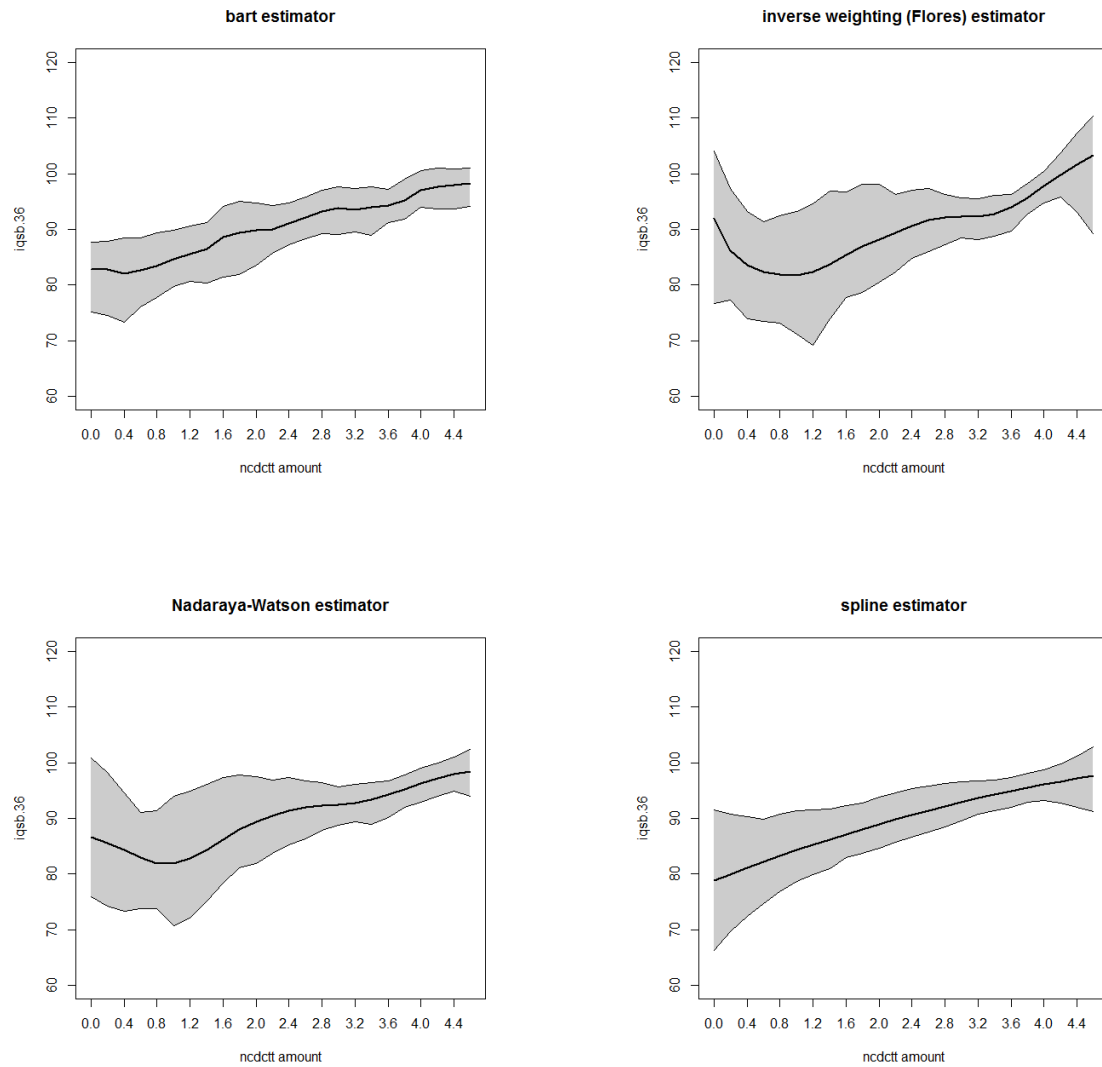 bart estimator
120
110
100
90
80
70
60
iqsb.36
0.0 0.4 0.8 1.2 1.6 2.0 2.4 2.8 3.2 3.6 4.0 4.4
ncdctt amount
inverse weighting (Flores) estimator
120
110
100
90
80
70
60
iqsb.36
0.0 0.4 0.8 1.2 1.6 2.0 2.4 2.8 3.2 3.6 4.0 4.4
ncdctt amount
Nadaraya-Watson estimator
120
110
100
90
80
70
60
iqsb.36
0.0 0.4 0.8 1.2 1.6 2.0 2.4 2.8 3.2 3.6 4.0 4.4
ncdctt amount
spline estimator
120
110
100
90
80
70
60
iqsb.36
0.0 0.4 0.8 1.2 1.6 2.0 2.4 2.8 3.2 3.6 4.0 4.4
ncdctt amount